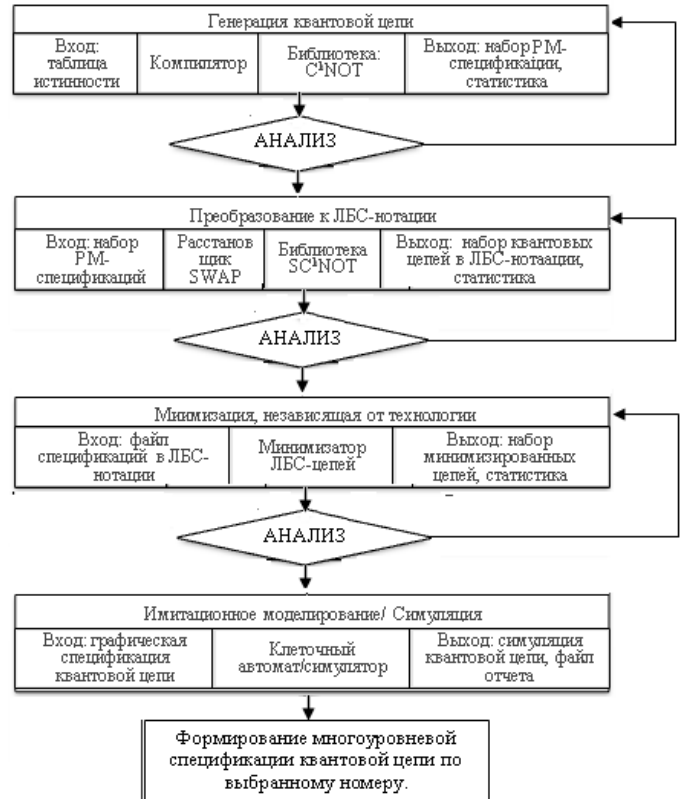 Генерация квантовой цепи
Вход:
таблица
истинности
Компилятор
Библиотека:
C¹NOT
Выход: набор РМ-
спецификации,
статистика
АНАЛИЗ
Преобразование к ЛБС-нотации
Вход: набор
РМ-
спецификаций
Расстанов
щик
SWAP
Библиотека
SC¹NOT
Выход: набор квантовых
цепей в ЛБС-нотаации,
статистика
АНАЛИЗ
Миимизация, независящая от технологии
Вход: файл
спецификаций в ЛБС-
нотации
Минимизатор
ЛБС-цепей
Выход: набор
минимизированных
цепей, статистика
АНАЛИЗ
Имитационное моделирование/ Симуляция
Вход: графическая
спецификация
квантовой цепи
Клеточный
автомат/симулятор
Выход: симуляция
квантовой цепи, файл
отчета
Формирование многоуровневой
спецификации квантовой цепи по
выбранному номеру.